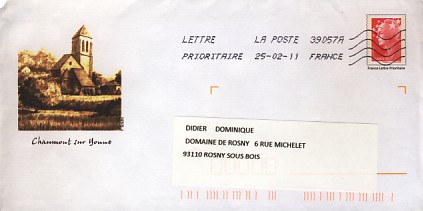 LETTRE LA POSTE 39057A
PRIORITAIRE 25-02-11 FRANCE
France Lettre Prioritaire
Chaumont sur Yonne
DIDIER DOMINIQUE
DOMAINE DE ROSNY 6 RUE MICHELET
93110 ROSNY SOUS BOIS